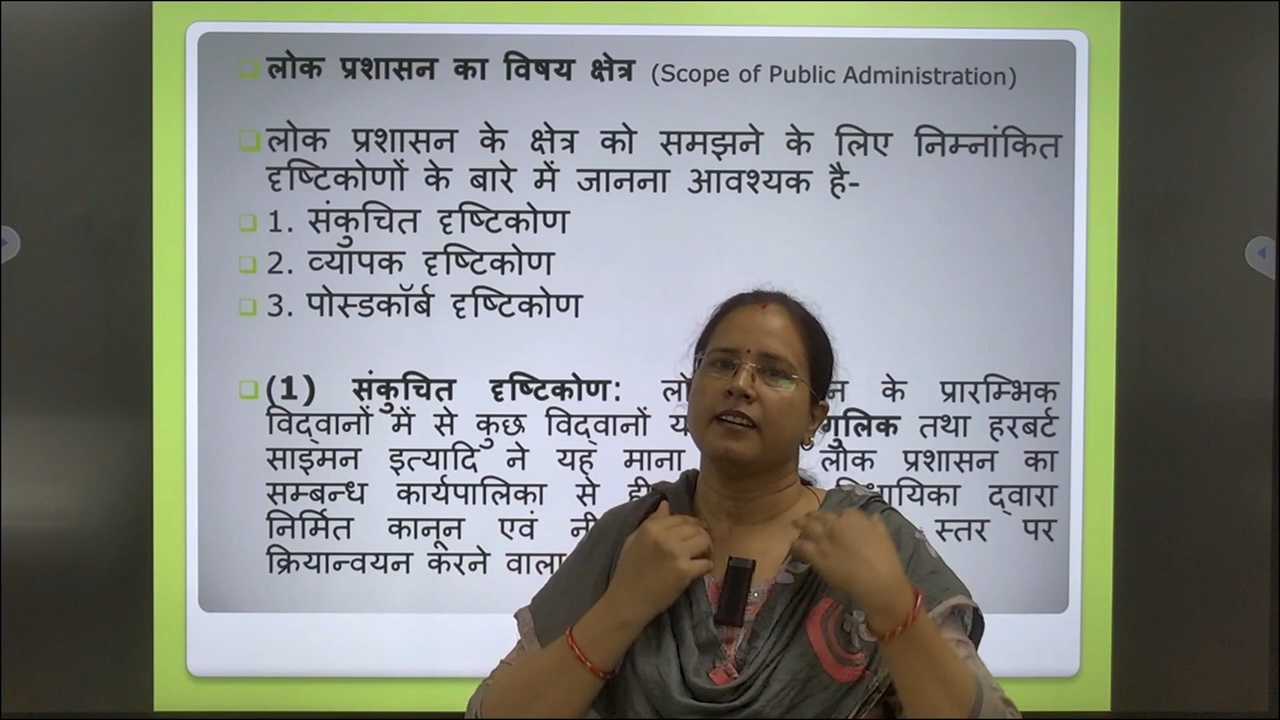 लोक प्रशासन का विषय क्षेत्र (Scope of Public Administration)
लोक प्रशासन के क्षेत्र को समझने के लिए निम्नांकित
दृष्टिकोणों के बारे में जानना आवश्यक है-
1. संकुचित दृष्टिकोण
2. व्यापक दृष्टिकोण
3. पोस्डकॉर्ब दृष्टिकोण
(1) संकुचित दृष्टिकोण: के प्रारम्भिक
विद्वानों में से कुछ विद्वानों गुलिक तथा हरबर्ट
साइमन इत्यादि ने यह माना लोक प्रशासन का
सम्बन्ध कार्यपालिका से द्वारा
निर्मित कानून एवं स्तर पर
क्रियान्वयन करने वाला